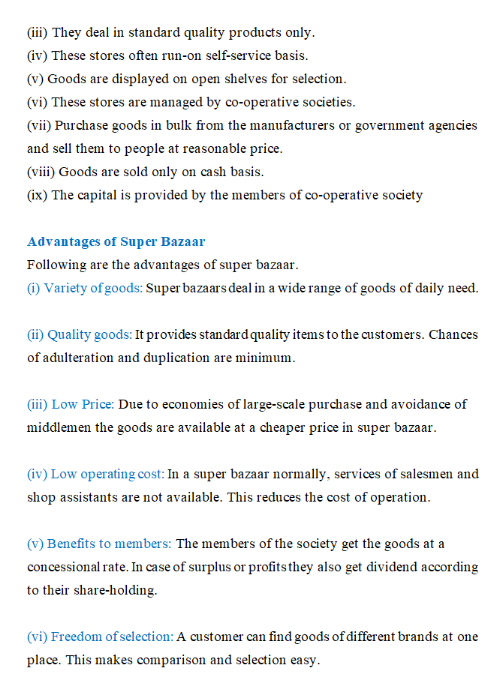 (iii) They deal in standard quality products only.
(iv) These stores often run-on self-service basis.
(v) Goods are displayed on open shelves for selection.
(vi) These stores are managed by co-operative societies.
(vii) Purchase goods in bulk from the manufacturers or government agencies
and sell them to people at reasonable price.
(viii) Goods are sold only on cash basis.
(ix) The capital is provided by the members of co-operative society
Advantages of Super Bazaar
Following are the advantages of super bazaar.
(i) Variety of goods: Super bazaars deal in a wide range of goods of daily need.
(ii) Quality goods: It provides standard quality items to the customers. Chances
of adulteration and duplication are minimum.
(iii) Low Price: Due to economies of large-scale purchase and avoidance of
middlemen the goods are available at a cheaper price in super bazaar.
(iv) Low operating cost: In a super bazaar normally, services of salesmen and
shop assistants are not available. This reduces the cost of operation.
(v) Benefits to members: The members of the society get the goods at a
concessional rate. In case of surplus or profits they also get dividend according
to their share-holding.
(vi) Freedom of selection: A customer can find goods of different brands at one
place. This makes comparison and selection easy.